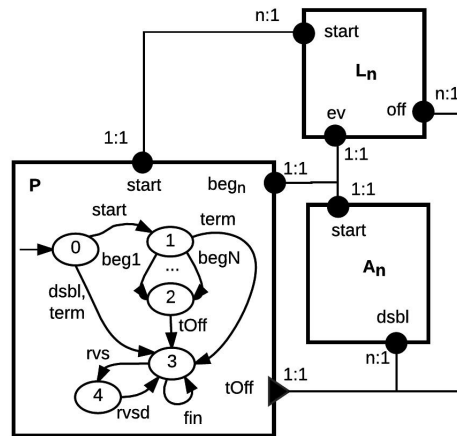 n:1
start
Lₙ
n:1
off
ev
1:1
1:1
1:1
1:1
P
start
begₙ
start
term
start
0
1
beg1
...
begN
Aₙ
2
dsbl,
term
dsbl
tOff
n:1
rvs
3
tOff
1:1
4
rvsd
fin